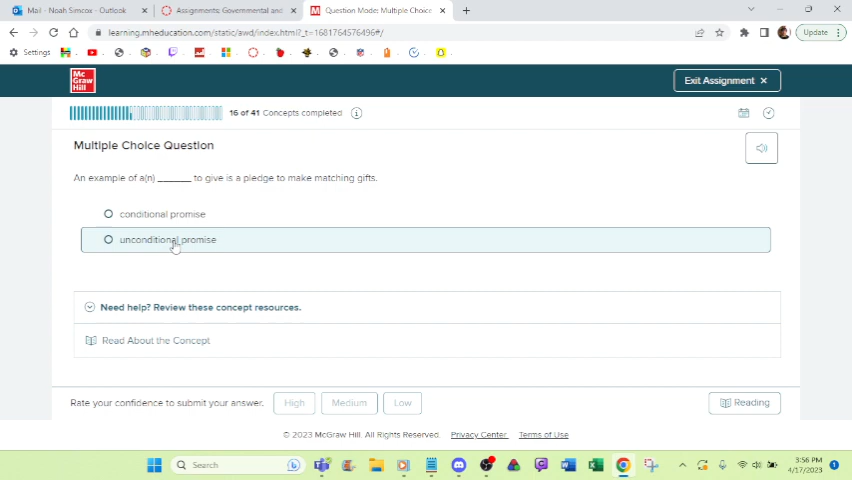 Mail - Noah Simcox - Outlook
Assignments: Governmental and
Question Mode: Multiple Choice
learning.mheducation.com/static/awd/index.html?_t=1681764576496#/
Update
Settings
Mc
Graw
Hill
Exit Assignment
16 of 41 Concepts completed
Multiple Choice Question
An example of a(n) ______ to give is a pledge to make matching gifts.
conditional promise
unconditional promise
Need help? Review these concept resources.
Read About the Concept
Rate your confidence to submit your answer.
High
Medium
Low
Reading
© 2023 McGraw Hill. All Rights Reserved.
Privacy Center
Terms of Use
Search
3:56 PM
4/17/2023